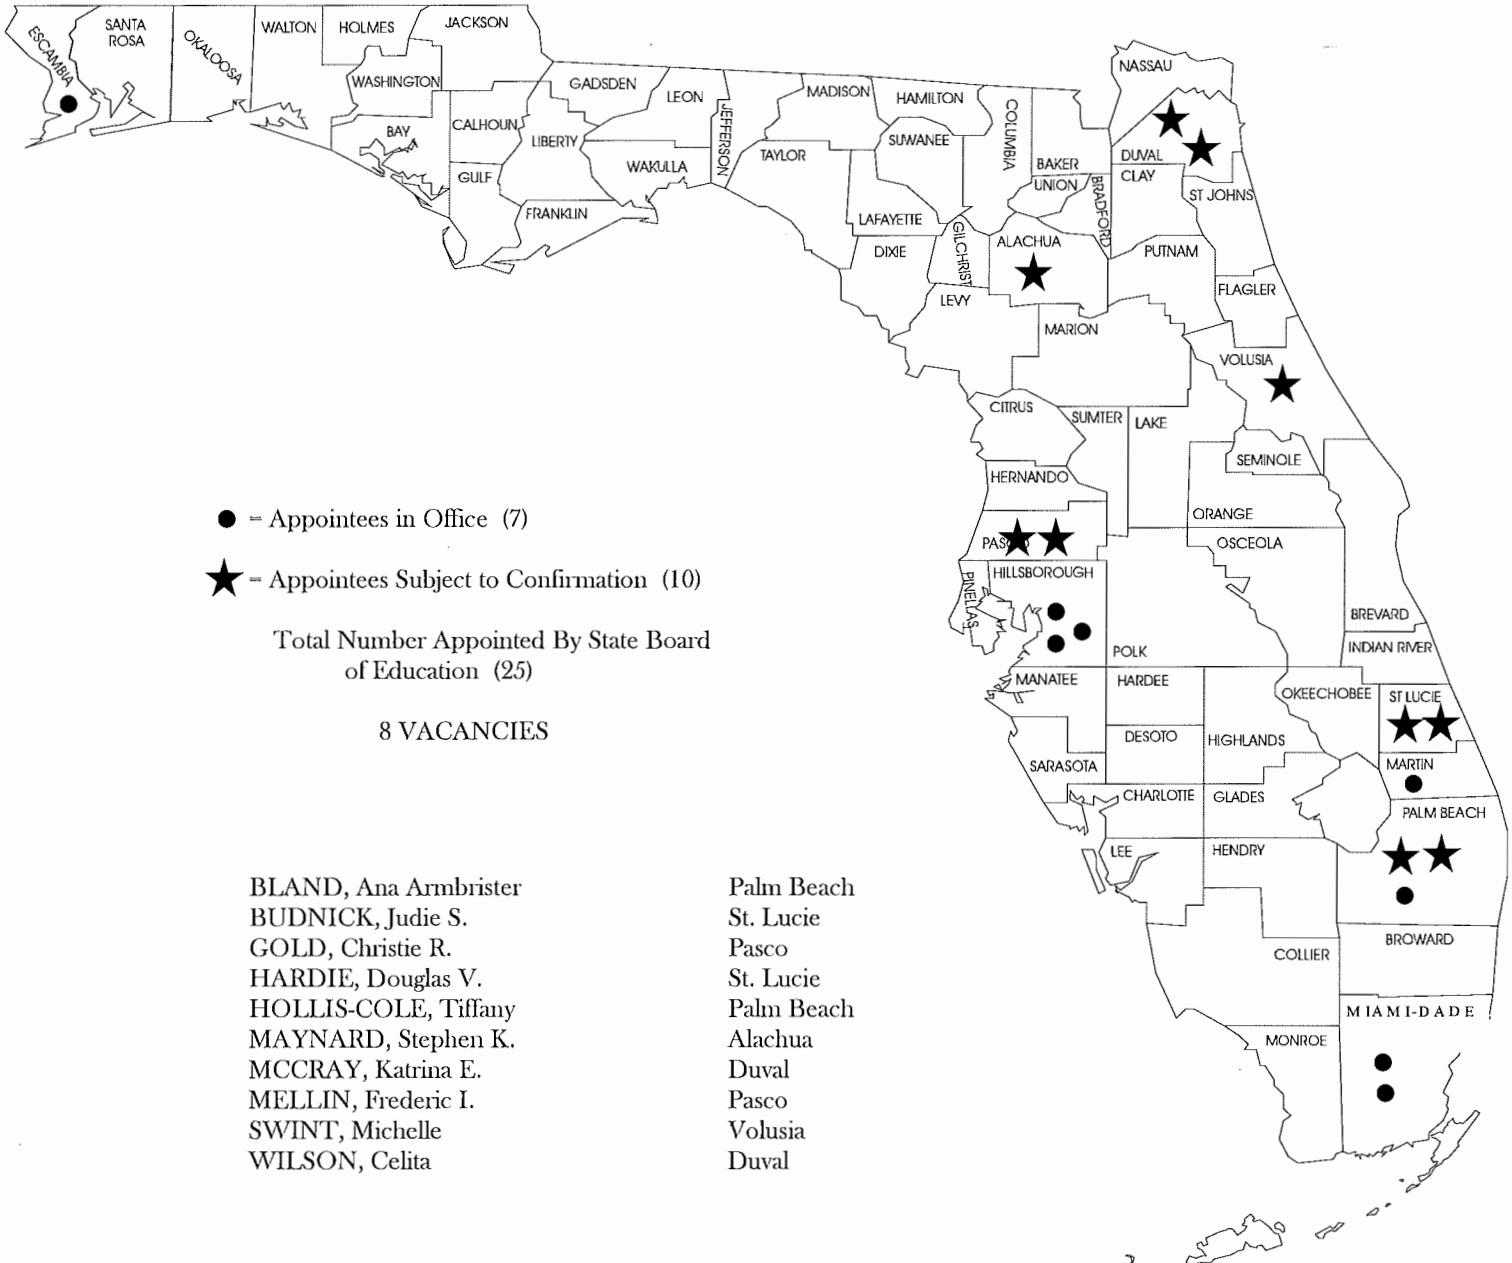 ESCAMBIA
SANTA
ROSA
OKALOOSA
WALTON
HOLMES
JACKSON
WASHINGTON
BAY
CALHOUN
GULF
LIBERTY
GADSDEN
FRANKLIN
LEON
WAKULLA
JEFFERSON
MADISON
TAYLOR
HAMILTON
SUWANEE
LAFAYETTE
DIXIE
GILCHRIST
COLUMBIA
BAKER
UNION
BRADFORD
NASSAU
DUVAL
CLAY
ST JOHNS
ALACHUA
PUTNAM
FLAGLER
LEVY
MARION
VOLUSIA
CITRUS
SUMTER
LAKE
SEMINOLE
HERNANDO
ORANGE
PASCO
OSCEOLA
HILLSBOROUGH
PINELLAS
POLK
BREVARD
INDIAN RIVER
MANATEE
HARDEE
OKEECHOBEE
ST LUCIE
DESOTO
HIGHLANDS
SARASOTA
MARTIN
CHARLOTTE
GLADES
PALM BEACH
LEE
HENDRY
BROWARD
COLLIER
MIAMI-DADE
MONROE
= Appointees in Office (7)
= Appointees Subject to Confirmation (10)
Total Number Appointed By State Board
of Education (25)
8 VACANCIES
BLAND, Ana Armbrister Palm Beach
BUDNICK, Judie S. St. Lucie
GOLD, Christie R. Pasco
HARDIE, Douglas V. St. Lucie
HOLLIS-COLE, Tiffany Palm Beach
MAYNARD, Stephen K. Alachua
MCCRAY, Katrina E. Duval
MELLIN, Frederic I. Pasco
SWINT, Michelle Volusia
WILSON, Celita Duval